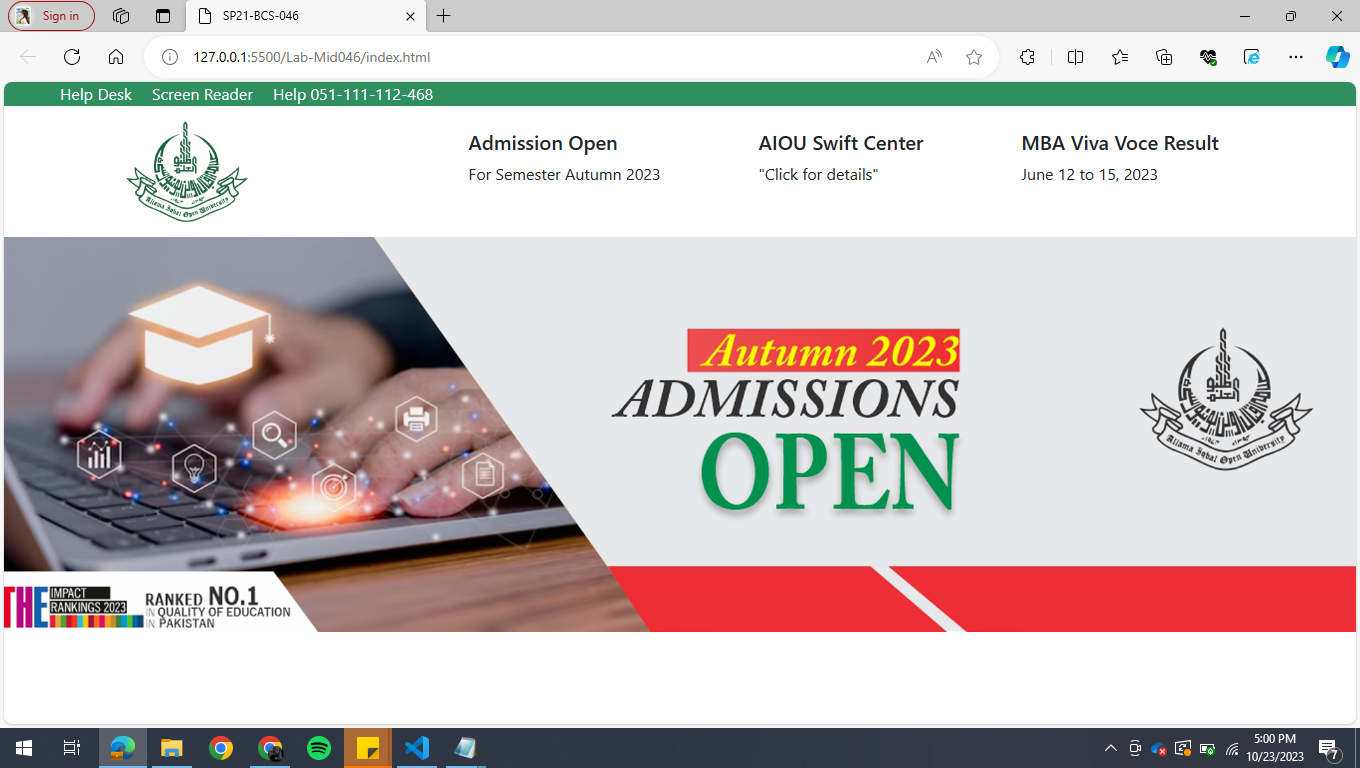 Sign in
SP21-BCS-046
127.0.0.1:5500/Lab-Mid046/index.html
Help Desk Screen Reader Help 051-111-112-468
Admission Open AIOU Swift Center MBA Viva Voce Result
For Semester Autumn 2023 "Click for details" June 12 to 15, 2023
Allama Iqbal Open University
Autumn 2023
ADMISSIONS
OPEN
Allama Iqbal Open University
THE IMPACT
RANKINGS 2023
RANKED NO.1
IN QUALITY OF EDUCATION
IN PAKISTAN
5:00 PM
10/23/2023
7